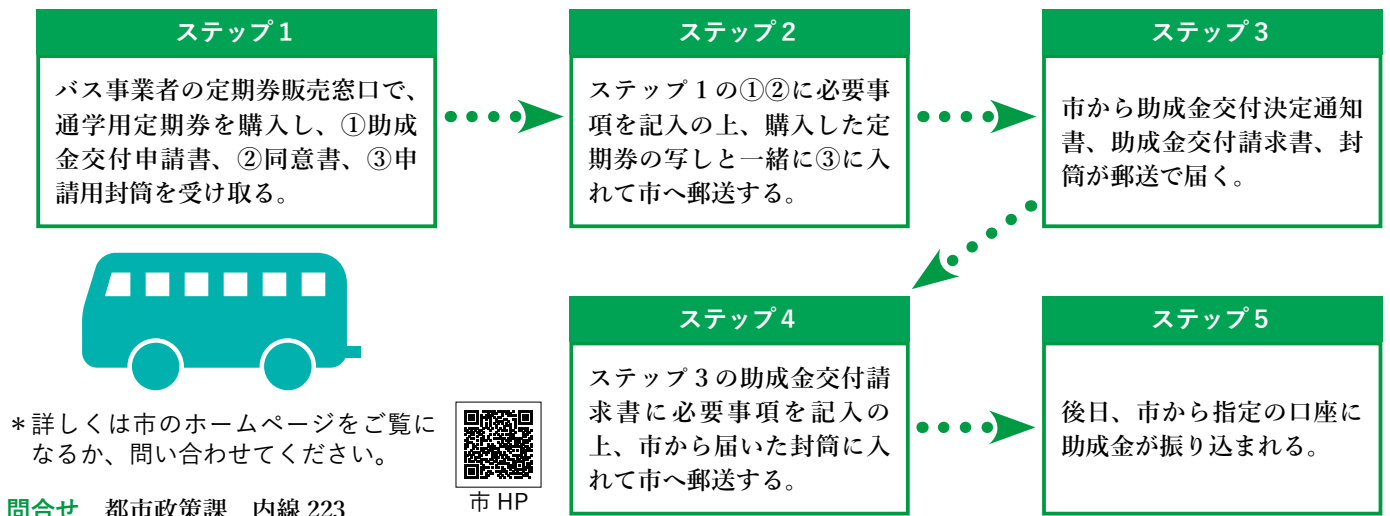 ステップ1
バス事業者の定期券販売窓口で、
通学用定期券を購入し、①助成
金交付申請書、②同意書、③申
請用封筒を受け取る。
ステップ2
ステップ1の①②に必要事
項を記入の上、購入した定
期券の写しと一緒に③に入
れて市へ郵送する。
ステップ3
市から助成金交付決定通知
書、助成金交付請求書、封
筒が郵送で届く。
ステップ4
ステップ3の助成金交付請
求書に必要事項を記入の
上、市から届いた封筒に入
れて市へ郵送する。
ステップ5
後日、市から指定の口座に
助成金が振り込まれる。
*詳しくは市のホームページをご覧に
なるか、問い合わせてください。
市 HP
問合せ 都市政策課 内線 223